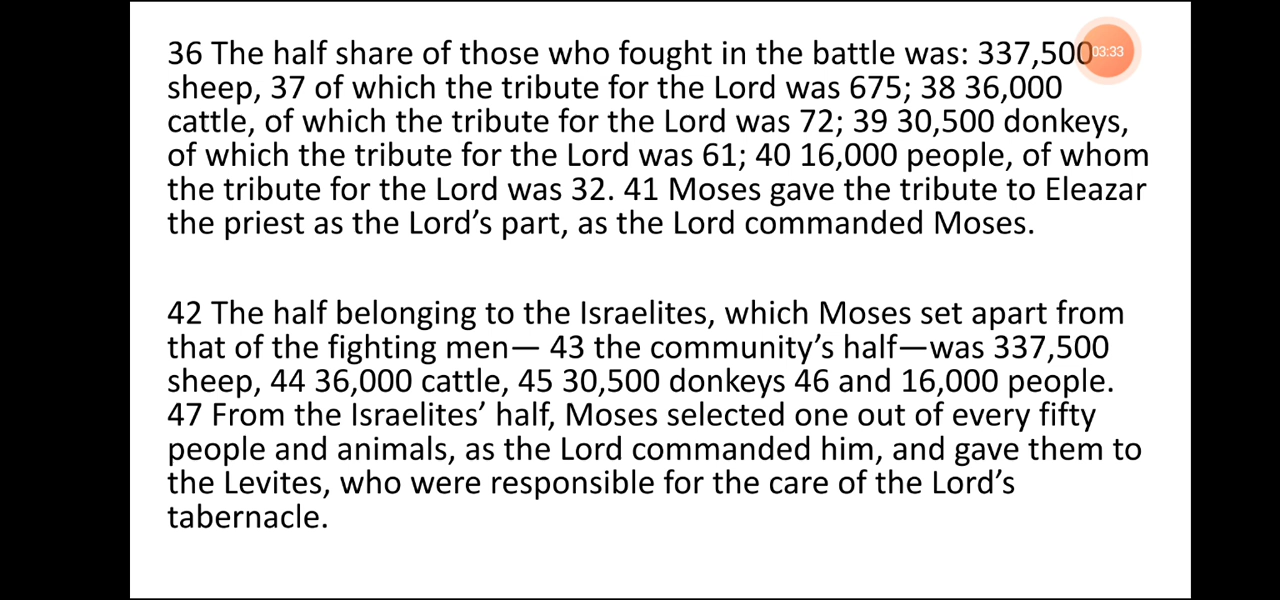 36 The half share of those who fought in the battle was: 337,500
03:33
sheep, 37 of which the tribute for the Lord was 675; 38 36,000
cattle, of which the tribute for the Lord was 72; 39 30,500 donkeys,
of which the tribute for the Lord was 61; 40 16,000 people, of whom
the tribute for the Lord was 32. 41 Moses gave the tribute to Eleazar
the priest as the Lord’s part, as the Lord commanded Moses.
42 The half belonging to the Israelites, which Moses set apart from
that of the fighting men— 43 the community’s half—was 337,500
sheep, 44 36,000 cattle, 45 30,500 donkeys 46 and 16,000 people.
47 From the Israelites’ half, Moses selected one out of every fifty
people and animals, as the Lord commanded him, and gave them to
the Levites, who were responsible for the care of the Lord’s
tabernacle.